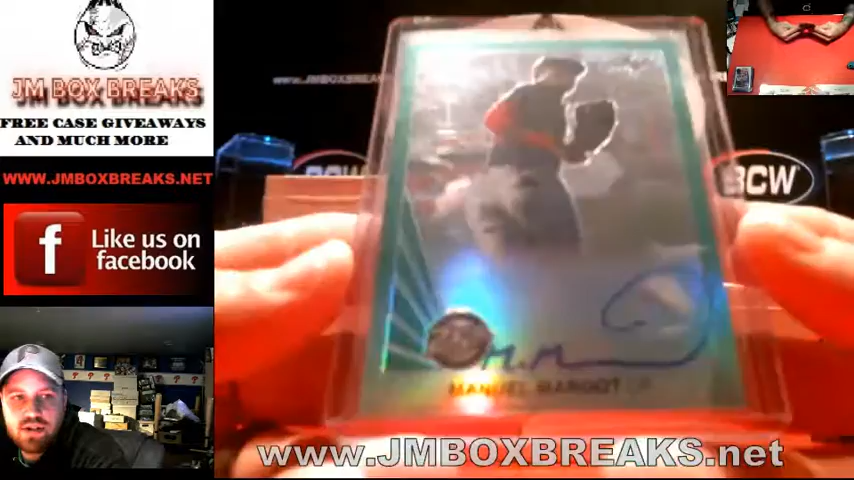 JM BOX BREAKS
FREE CASE GIVEAWAYS
AND MUCH MORE
WWW.JMBOXBREAKS.NET
f
Like us on
facebook
BCW
M.M
MANUEL MARGOT
www.JMBOXBREAKS.net